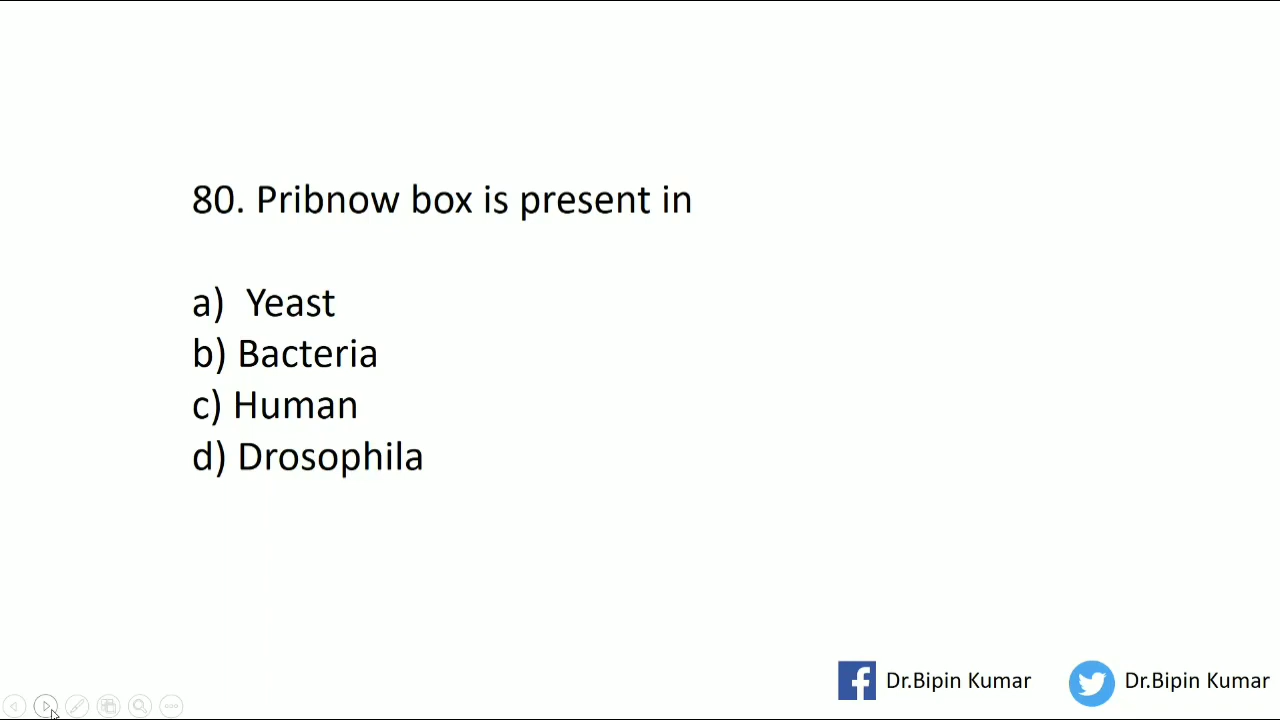 80. Pribnow box is present in
a) Yeast
b) Bacteria
c) Human
d) Drosophila
Dr.Bipin Kumar
Dr.Bipin Kumar